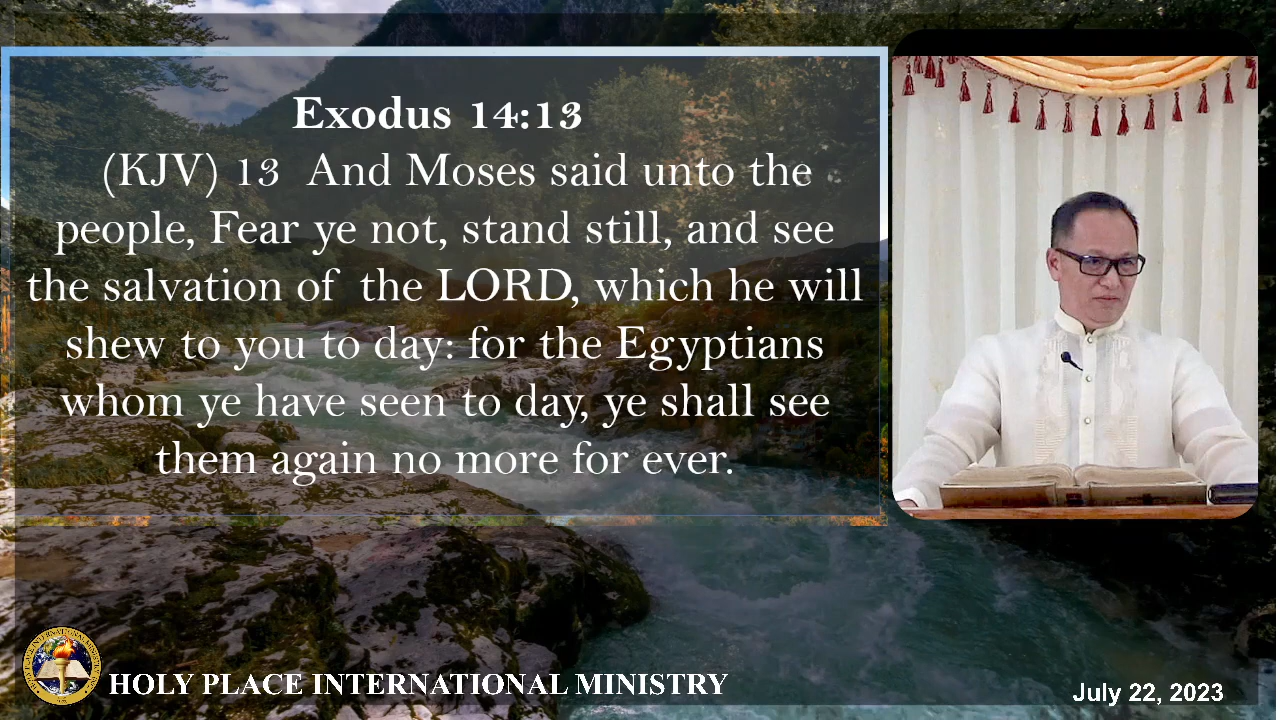 Exodus 14:13
(KJV) 13 And Moses said unto the
people, Fear ye not, stand still, and see
the salvation of the LORD, which he will
shew to you to day: for the Egyptians
whom ye have seen to day, ye shall see
them again no more for ever.
HOLY PLACE INTERNATIONAL MINISTRY
July 22, 2023